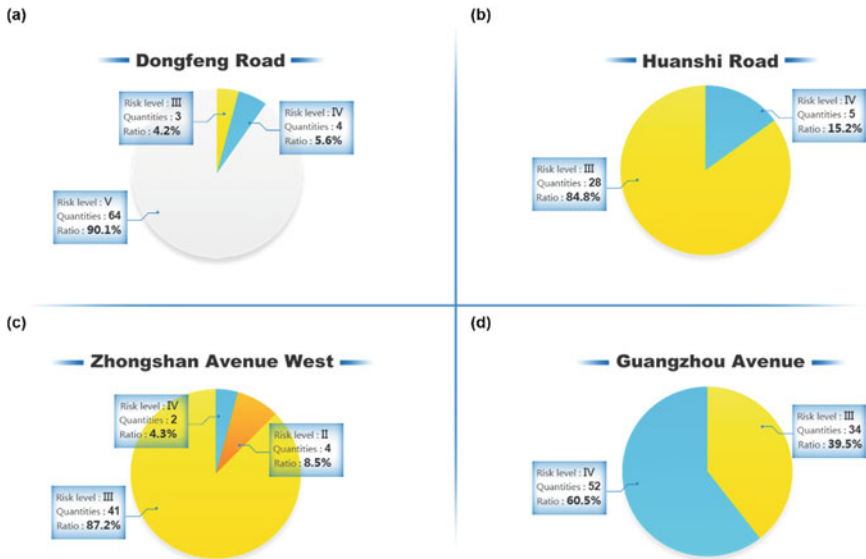 (a)
Dongfeng Road
Risk level : III
Quantities : 3
Ratio : 4.2%
Risk level : IV
Quantities : 4
Ratio : 5.6%
Risk level : V
Quantities : 64
Ratio : 90.1%
(b)
Huanshi Road
Risk level : IV
Quantities : 5
Ratio : 15.2%
Risk level : III
Quantities : 28
Ratio : 84.8%
(c)
Zhongshan Avenue West
Risk level : IV
Quantities : 2
Ratio : 4.3%
Risk level : II
Quantities : 4
Ratio : 8.5%
Risk level : III
Quantities : 41
Ratio : 87.2%
(d)
Guangzhou Avenue
Risk level : III
Quantities : 34
Ratio : 39.5%
Risk level : IV
Quantities : 52
Ratio : 60.5%